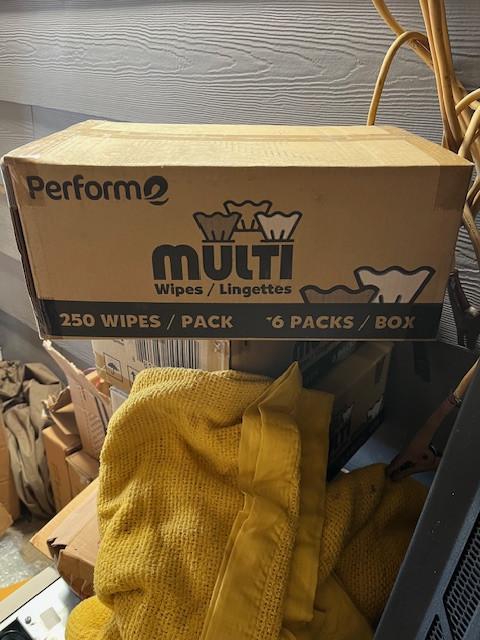 Perform
MULTI
Wipes / Lingettes
250 WIPES / PACK 6 PACKS / BOX